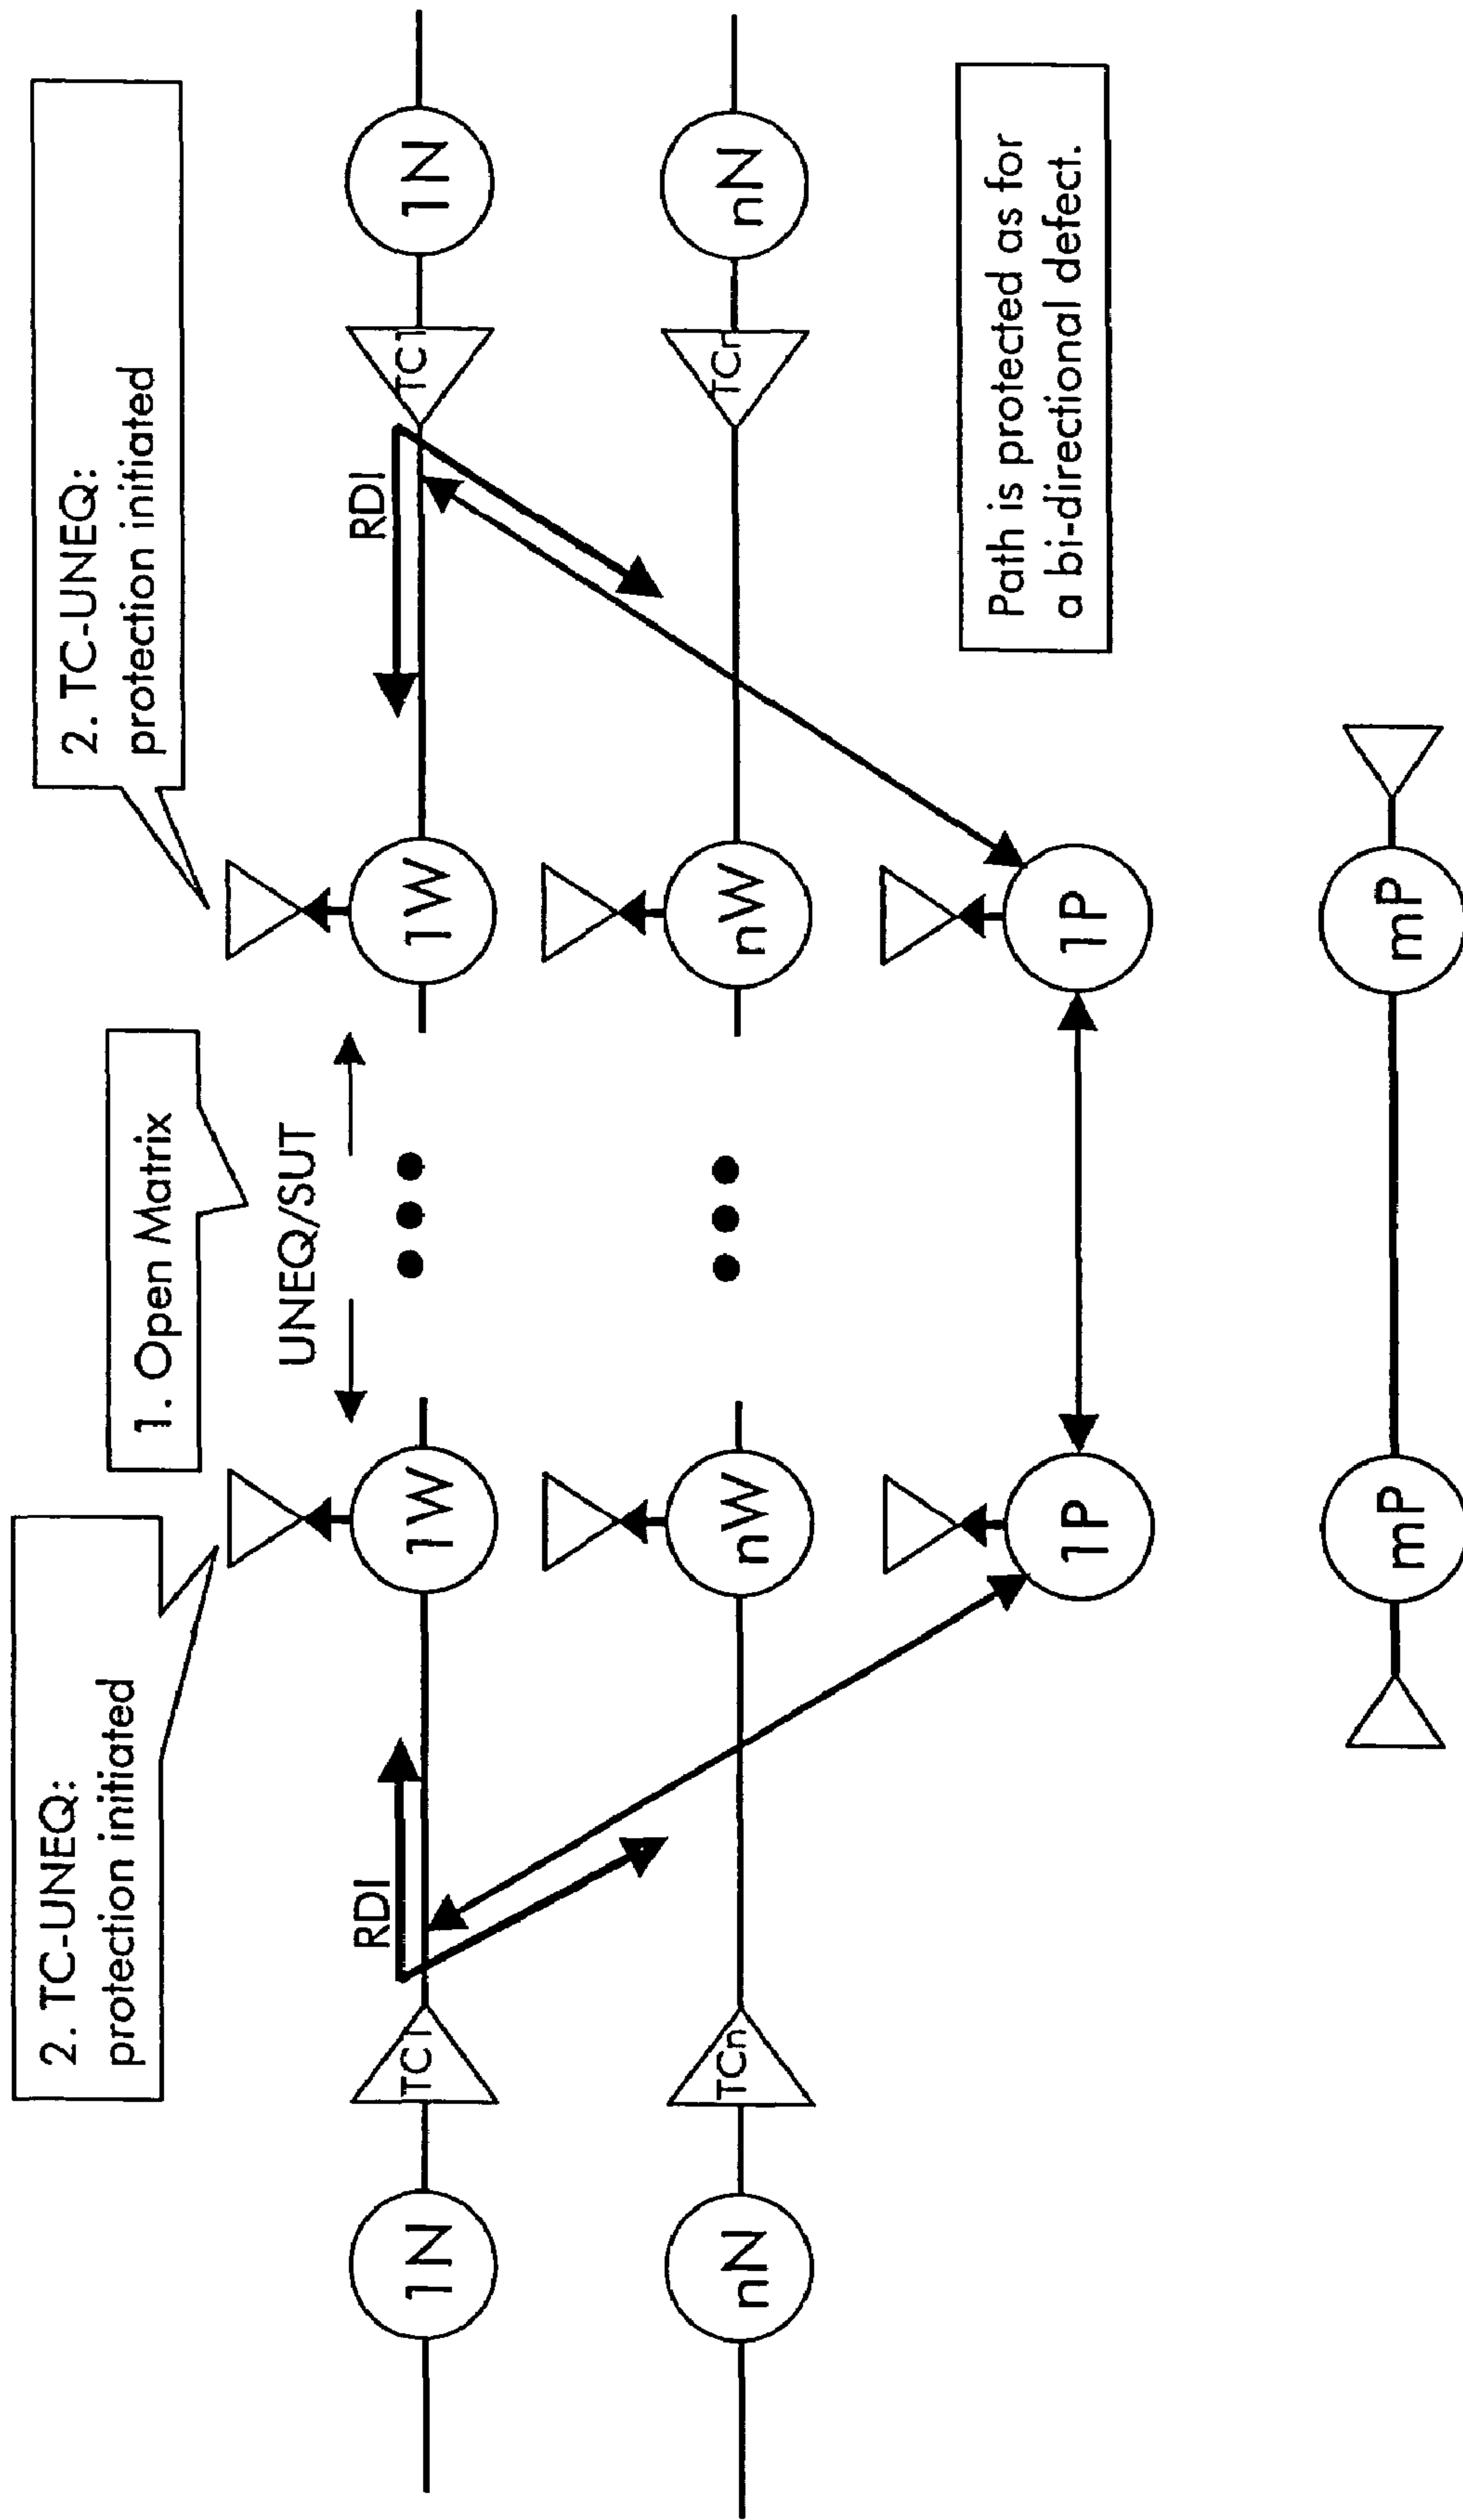 2. TC-UNEQ:
protection initiated
1. Open Matrix
2. TC-UNEQ:
protection initiated
UNEQ/SUT
RDI
RDI
1N
TC1
1W
1W
TC1
1N
nN
TCn
nW
nW
TCn
nN
1P
1P
Path is protected as for
a bi-directional defect.
mP
mP